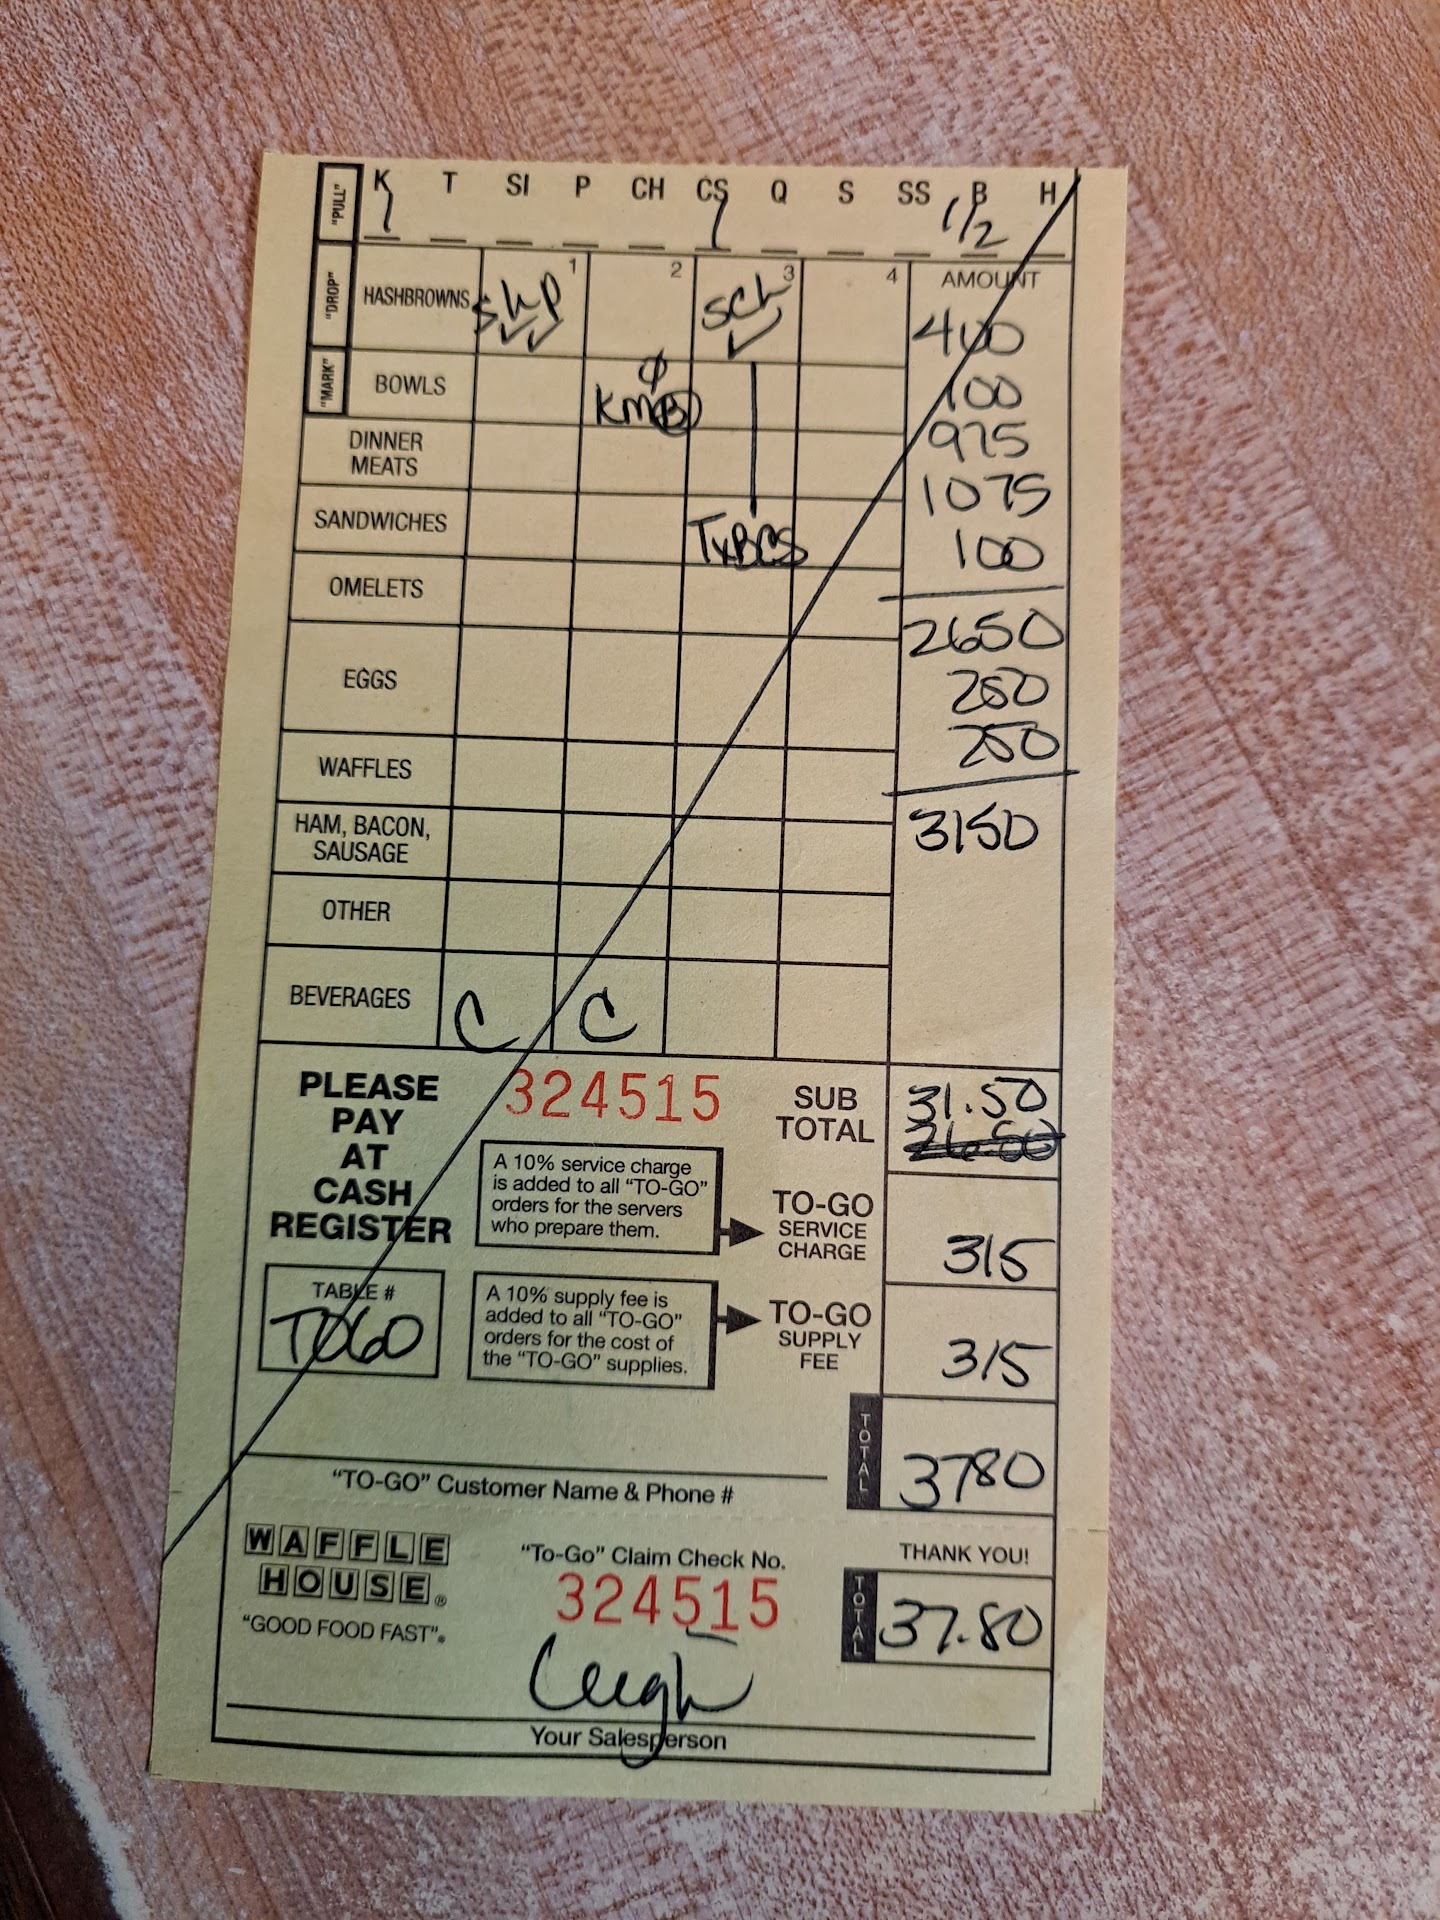 "PULL" K T SI P CH CS Q S SS B H
1/2
"DROP" HASHBROWNS 1 2 3 4 AMOUNT
shp sch 400
"MARK" BOWLS KMB 100
DINNER MEATS 975
1075
SANDWICHES TxBCS 100
OMELETS
2650
EGGS 250
250
WAFFLES
HAM, BACON, SAUSAGE 3150
OTHER
BEVERAGES C C
PLEASE
PAY
AT
CASH
REGISTER
324515
SUB TOTAL 31.50
A 10% service charge
is added to all "TO-GO"
orders for the servers
who prepare them.
TO-GO
SERVICE
CHARGE
315
TABLE #
TOGO
A 10% supply fee is
added to all "TO-GO"
orders for the cost of
the "TO-GO" supplies.
TO-GO
SUPPLY
FEE
315
TOTAL 3780
"TO-GO" Customer Name & Phone #
WAFFLE
HOUSE®
"GOOD FOOD FAST"®
"To-Go" Claim Check No.
324515
THANK YOU!
TOTAL 37.80
Leigh
Your Salesperson